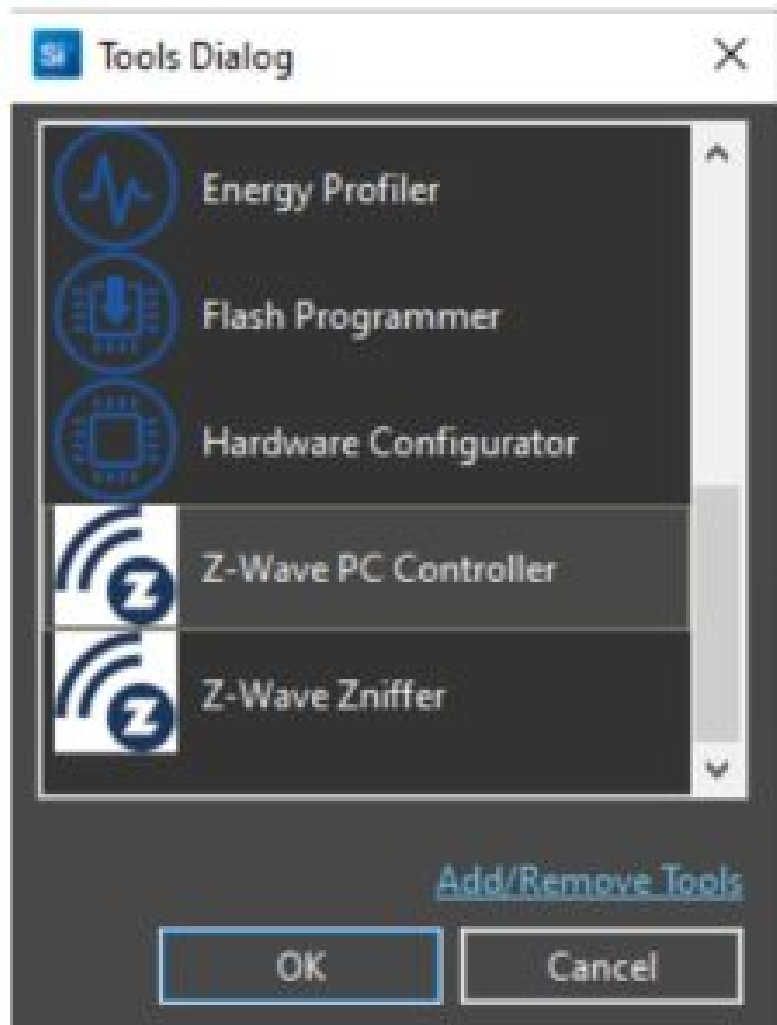 Si
Tools Dialog
Energy Profiler
Flash Programmer
Hardware Configurator
Z-Wave PC Controller
Z-Wave Zniffer
Add/Remove Tools
OK
Cancel